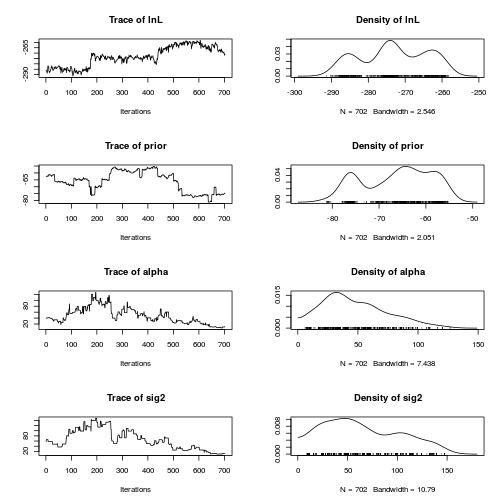 Trace of lnL
Density of lnL
-290
-265
0.00
0.03
0 100 200 300 400 500 600 700
-300 -290 -280 -270 -260 -250
Iterations
N = 702 Bandwidth = 2.546
Trace of prior
Density of prior
-80
-65
0.00
0.04
0 100 200 300 400 500 600 700
-80 -70 -60 -50
Iterations
N = 702 Bandwidth = 2.051
Trace of alpha
Density of alpha
20
80
0.000
0.015
0 100 200 300 400 500 600 700
0 50 100 150
Iterations
N = 702 Bandwidth = 7.438
Trace of sig2
Density of sig2
20
80
0.000
0.008
0 100 200 300 400 500 600 700
0 50 100 150
Iterations
N = 702 Bandwidth = 10.79